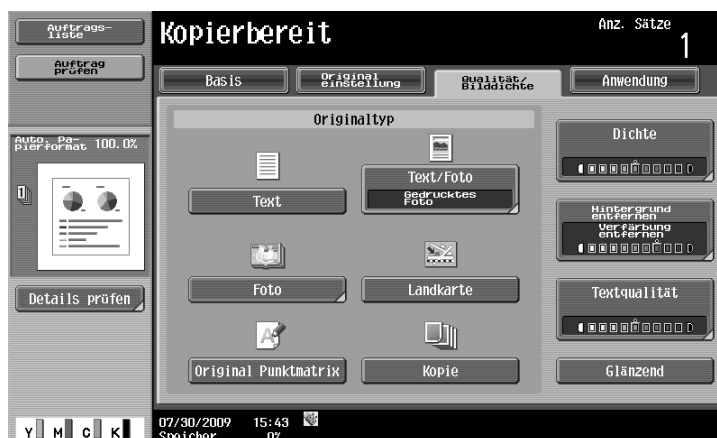 Auftrags-
liste
Kopierbereit
Anz. Sätze
1
Auftrag
prüfen
Basis
Original
einstellung
Qualität/
Bilddichte
Anwendung
Originaltyp
Auto. Pa-
pierformat 100.0%
Text
Text/Foto
Gedrucktes
Foto
Dichte
Hintergrund
entfernen
Verfärbung
entfernen
Foto
Landkarte
Textqualität
Details prüfen
Original Punktmatrix
Kopie
Glänzend
07/30/2009 15:43
Speicher 0%
Y M C K